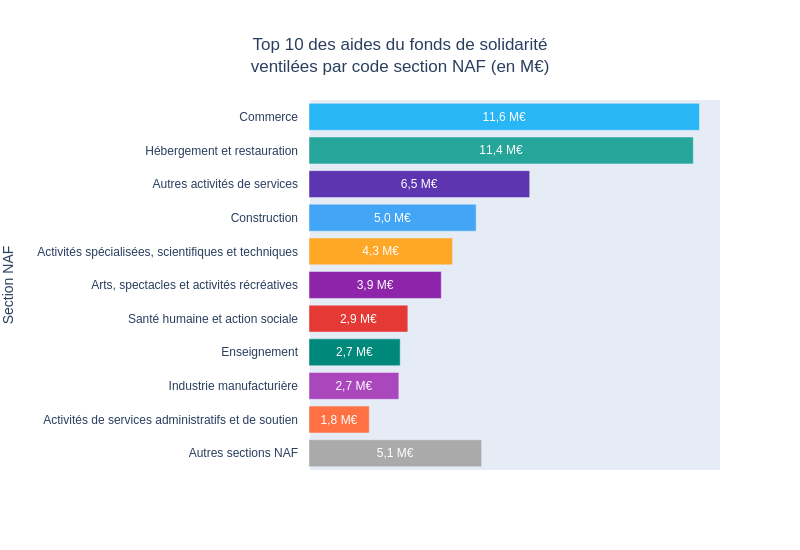 Top 10 des aides du fonds de solidarité
ventilées par code section NAF (en M€)
Section NAF
Commerce 11,6 M€
Hébergement et restauration 11,4 M€
Autres activités de services 6,5 M€
Construction 5,0 M€
Activités spécialisées, scientifiques et techniques 4,3 M€
Arts, spectacles et activités récréatives 3,9 M€
Santé humaine et action sociale 2,9 M€
Enseignement 2,7 M€
Industrie manufacturière 2,7 M€
Activités de services administratifs et de soutien 1,8 M€
Autres sections NAF 5,1 M€